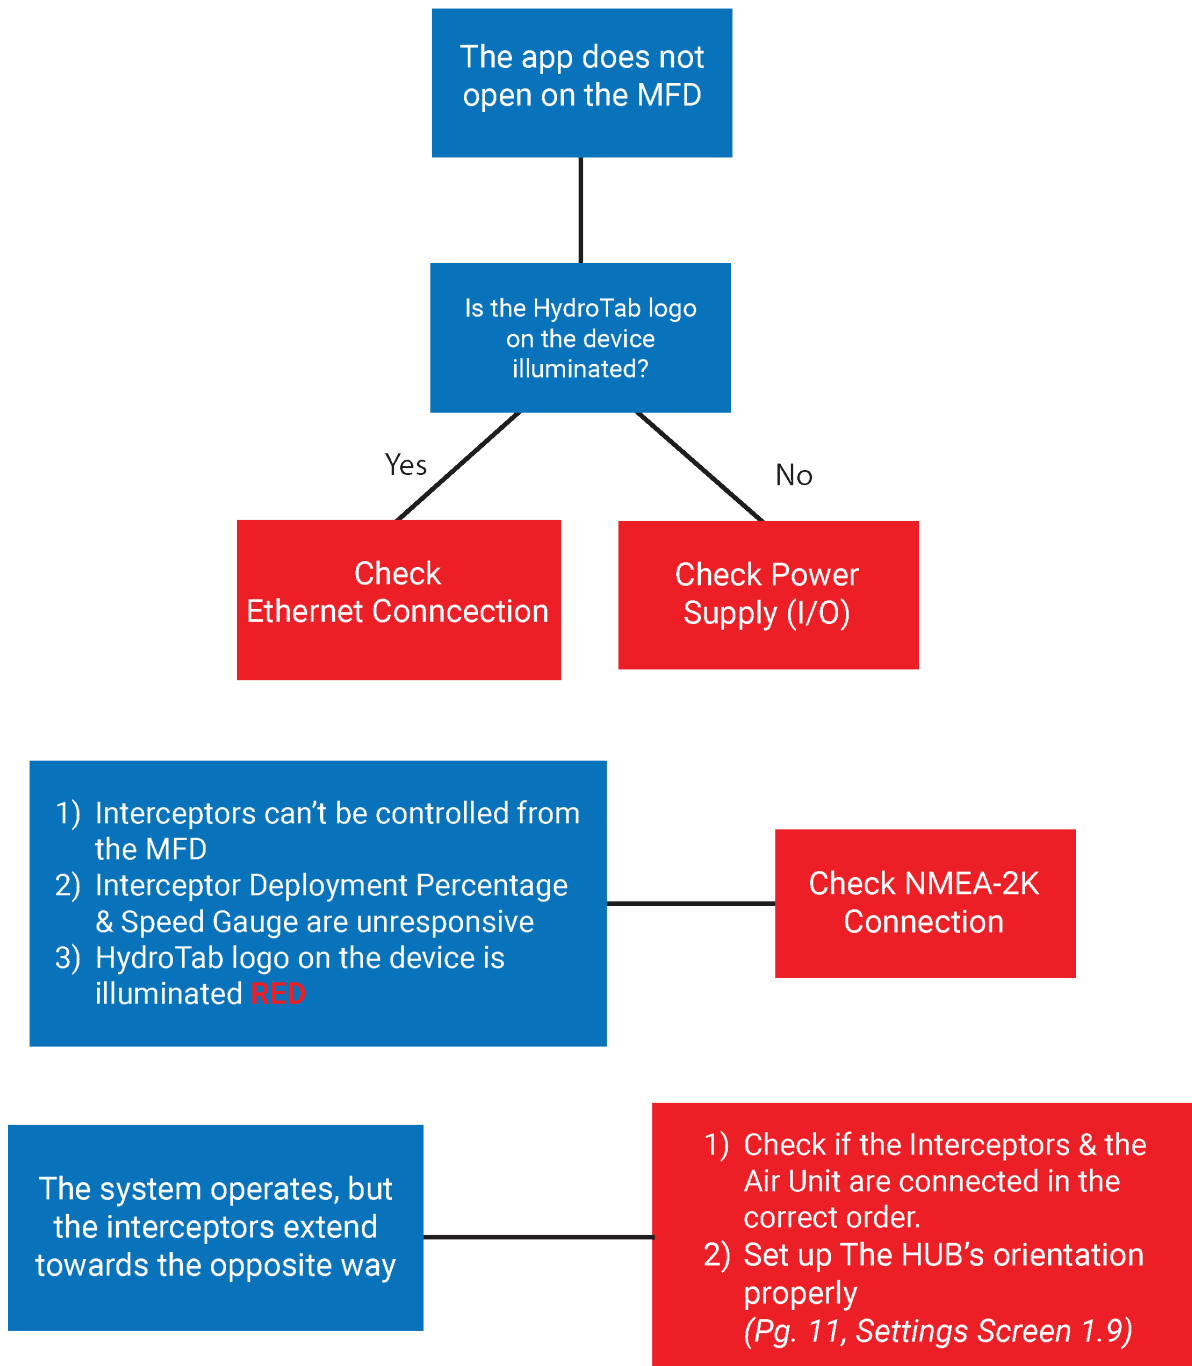 The app does not
open on the MFD
Is the HydroTab logo
on the device
illuminated?
Yes
No
Check
Ethernet Conncection
Check Power
Supply (I/O)
1) Interceptors can't be controlled from
the MFD
2) Interceptor Deployment Percentage
& Speed Gauge are unresponsive
3) HydroTab logo on the device is
illuminated RED
Check NMEA-2K
Connection
The system operates, but
the interceptors extend
towards the opposite way
1) Check if the Interceptors & the
Air Unit are connected in the
correct order.
2) Set up The HUB's orientation
properly
(Pg. 11, Settings Screen 1.9)